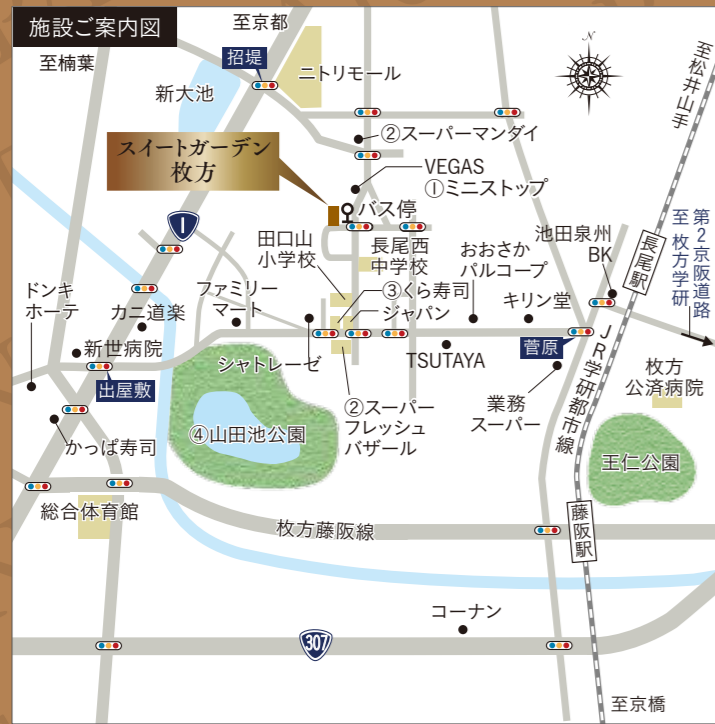 施設ご案内図
至京都
至楠葉
招堤
ニトリモール
新大池
N
至松井山手
②スーパーマンダイ
スイートガーデン
枚方
VEGAS
①ミニストップ
バス停
1
第2京阪道路
至 枚方学研
田口山
小学校
長尾西
中学校
おおさか
パルコープ
池田泉州
BK
長尾駅
ドンキ
ホーテ
カニ道楽
ファミリー
マート
③くら寿司
ジャパン
キリン堂
新世病院
シャトレーゼ
TSUTAYA
菅原
JR学研都市線
枚方
公済病院
出屋敷
②スーパー
フレッシュ
バザール
業務
スーパー
かっぱ寿司
④山田池公園
王仁公園
総合体育館
枚方藤阪線
藤阪駅
コーナン
307
至京橋